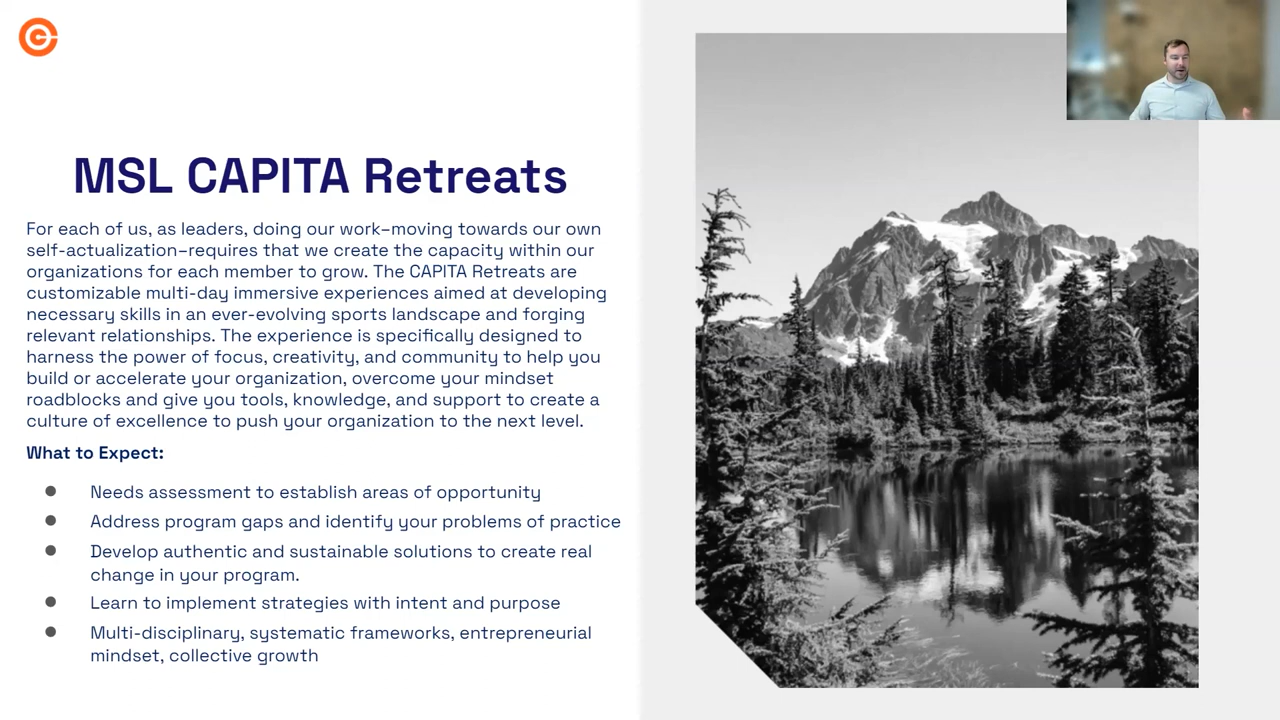 MSL CAPITA Retreats
For each of us, as leaders, doing our work–moving towards our own
self-actualization–requires that we create the capacity within our
organizations for each member to grow. The CAPITA Retreats are
customizable multi-day immersive experiences aimed at developing
necessary skills in an ever-evolving sports landscape and forging
relevant relationships. The experience is specifically designed to
harness the power of focus, creativity, and community to help you
build or accelerate your organization, overcome your mindset
roadblocks and give you tools, knowledge, and support to create a
culture of excellence to push your organization to the next level.
What to Expect:
● Needs assessment to establish areas of opportunity
● Address program gaps and identify your problems of practice
● Develop authentic and sustainable solutions to create real
change in your program.
● Learn to implement strategies with intent and purpose
● Multi-disciplinary, systematic frameworks, entrepreneurial
mindset, collective growth